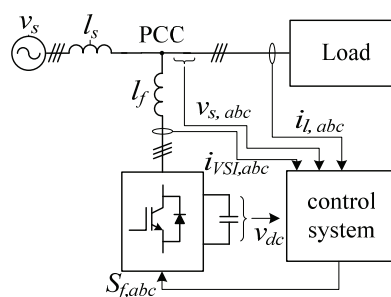 v_s
l_s
PCC
Load
l_f
v_{s, abc}
i_{l, abc}
i_{VSI,abc}
v_{dc}
control
system
S_{f,abc}